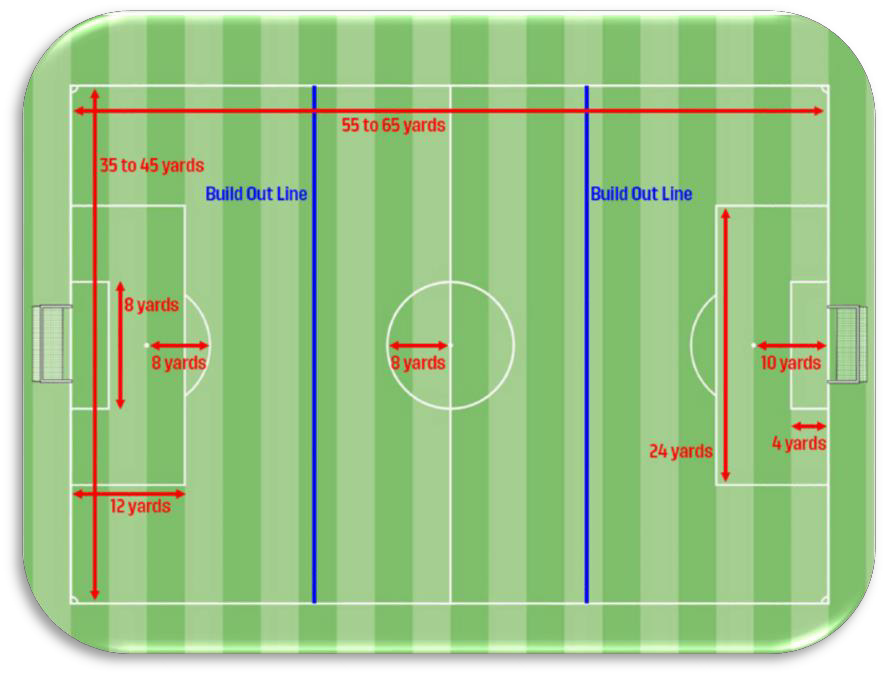 55 to 65 yards
35 to 45 yards
Build Out Line
Build Out Line
8 yards
8 yards
8 yards
10 yards
4 yards
24 yards
12 yards